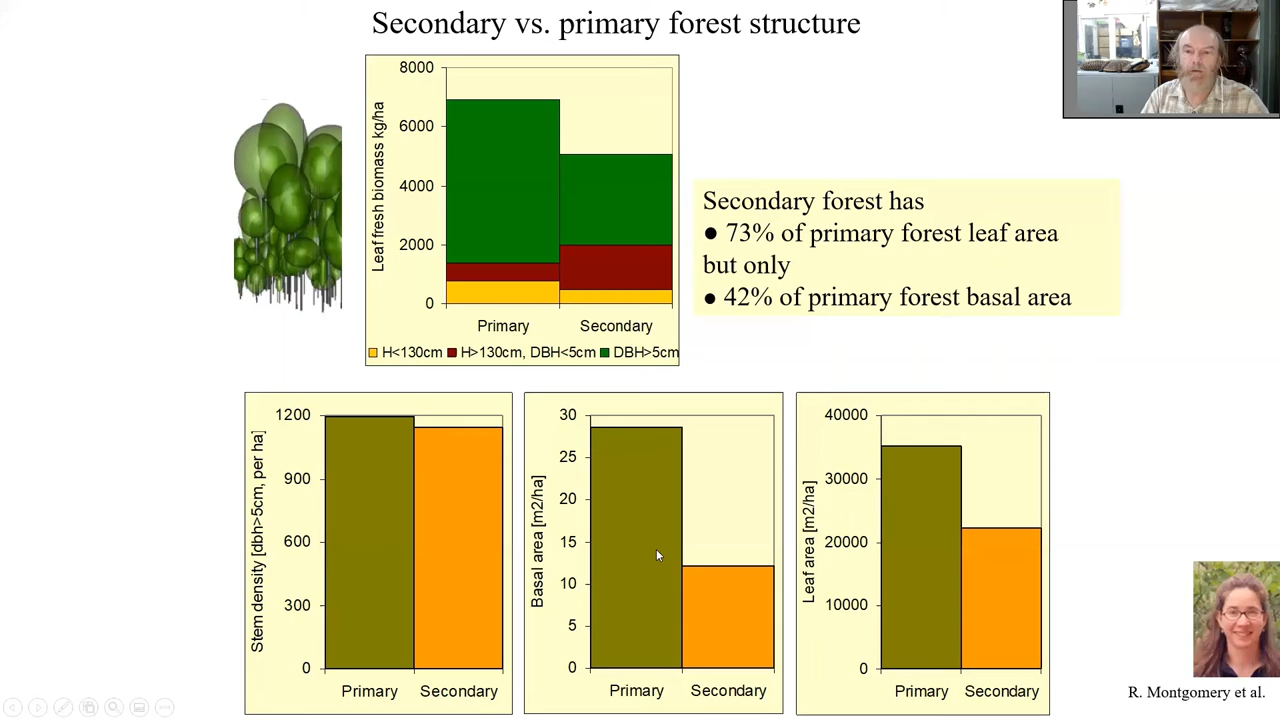 Secondary vs. primary forest structure
Leaf fresh biomass kg/ha
8000
6000
4000
2000
0
Primary
Secondary
H<130cm
H>130cm, DBH<5cm
DBH>5cm
Secondary forest has
● 73% of primary forest leaf area
but only
● 42% of primary forest basal area
Stem density [dbh>5cm, per ha]
1200
900
600
300
0
Primary
Secondary
Basal area [m2/ha]
30
25
20
15
10
5
0
Primary
Secondary
Leaf area [m2/ha]
40000
30000
20000
10000
0
Primary
Secondary
R. Montgomery et al.